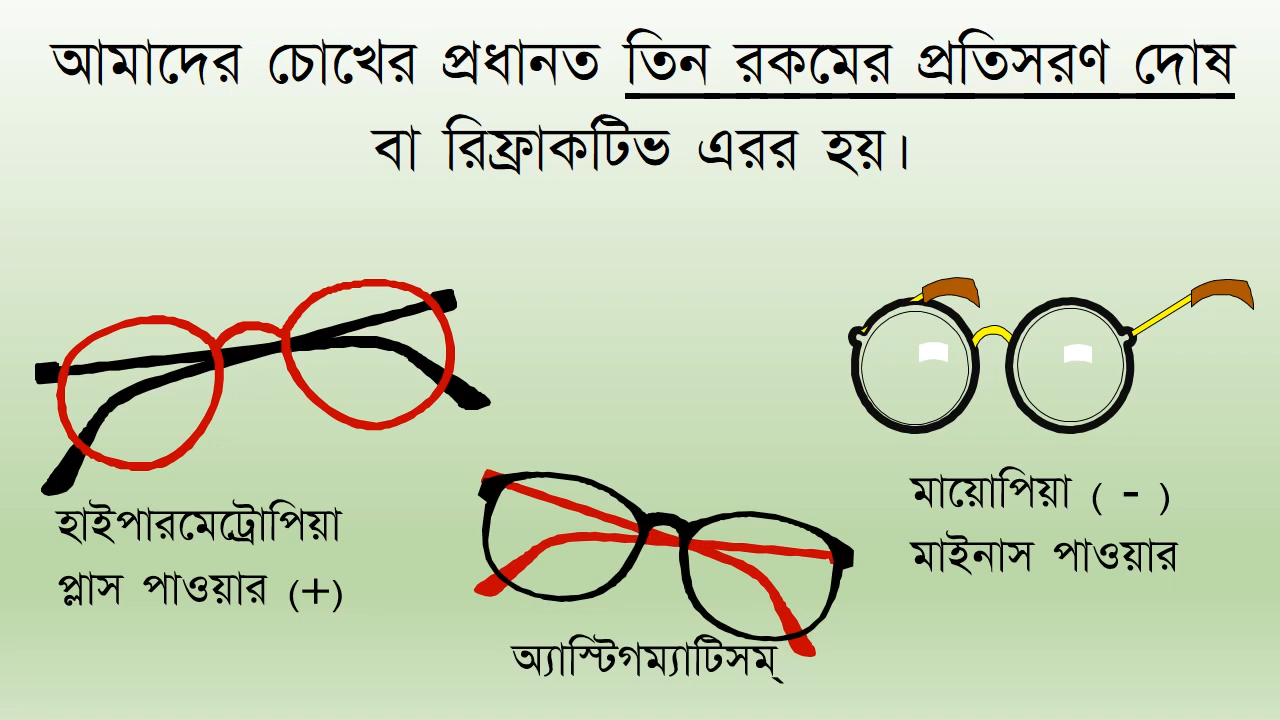 আমাদের চোখের প্রধানত তিন রকমের প্রতিসরণ দোষ
বা রিফ্রাকটিভ এরর হয়।
হাইপারমেট্রোপিয়া
প্লাস পাওয়ার (+)
অ্যাস্টিগম্যাটিসম্
মায়োপিয়া ( - )
মাইনাস পাওয়ার